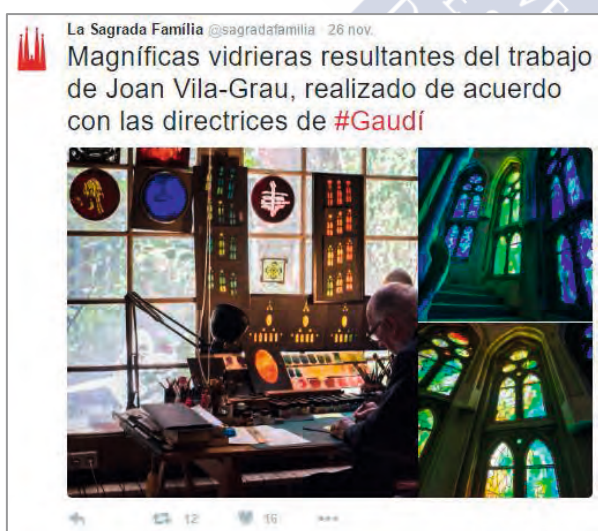 La Sagrada Família @sagradafamilia · 26 nov.
Magníficas vidrieras resultantes del trabajo
de Joan Vila-Grau, realizado de acuerdo
con las directrices de #Gaudí
12 16